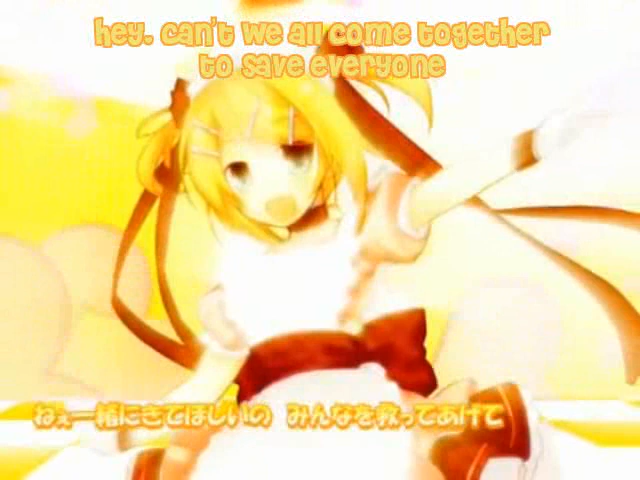 hey. can't we all come together
to save everyone
ねぇ一緒にきてほしいの みんなを救ってあげて